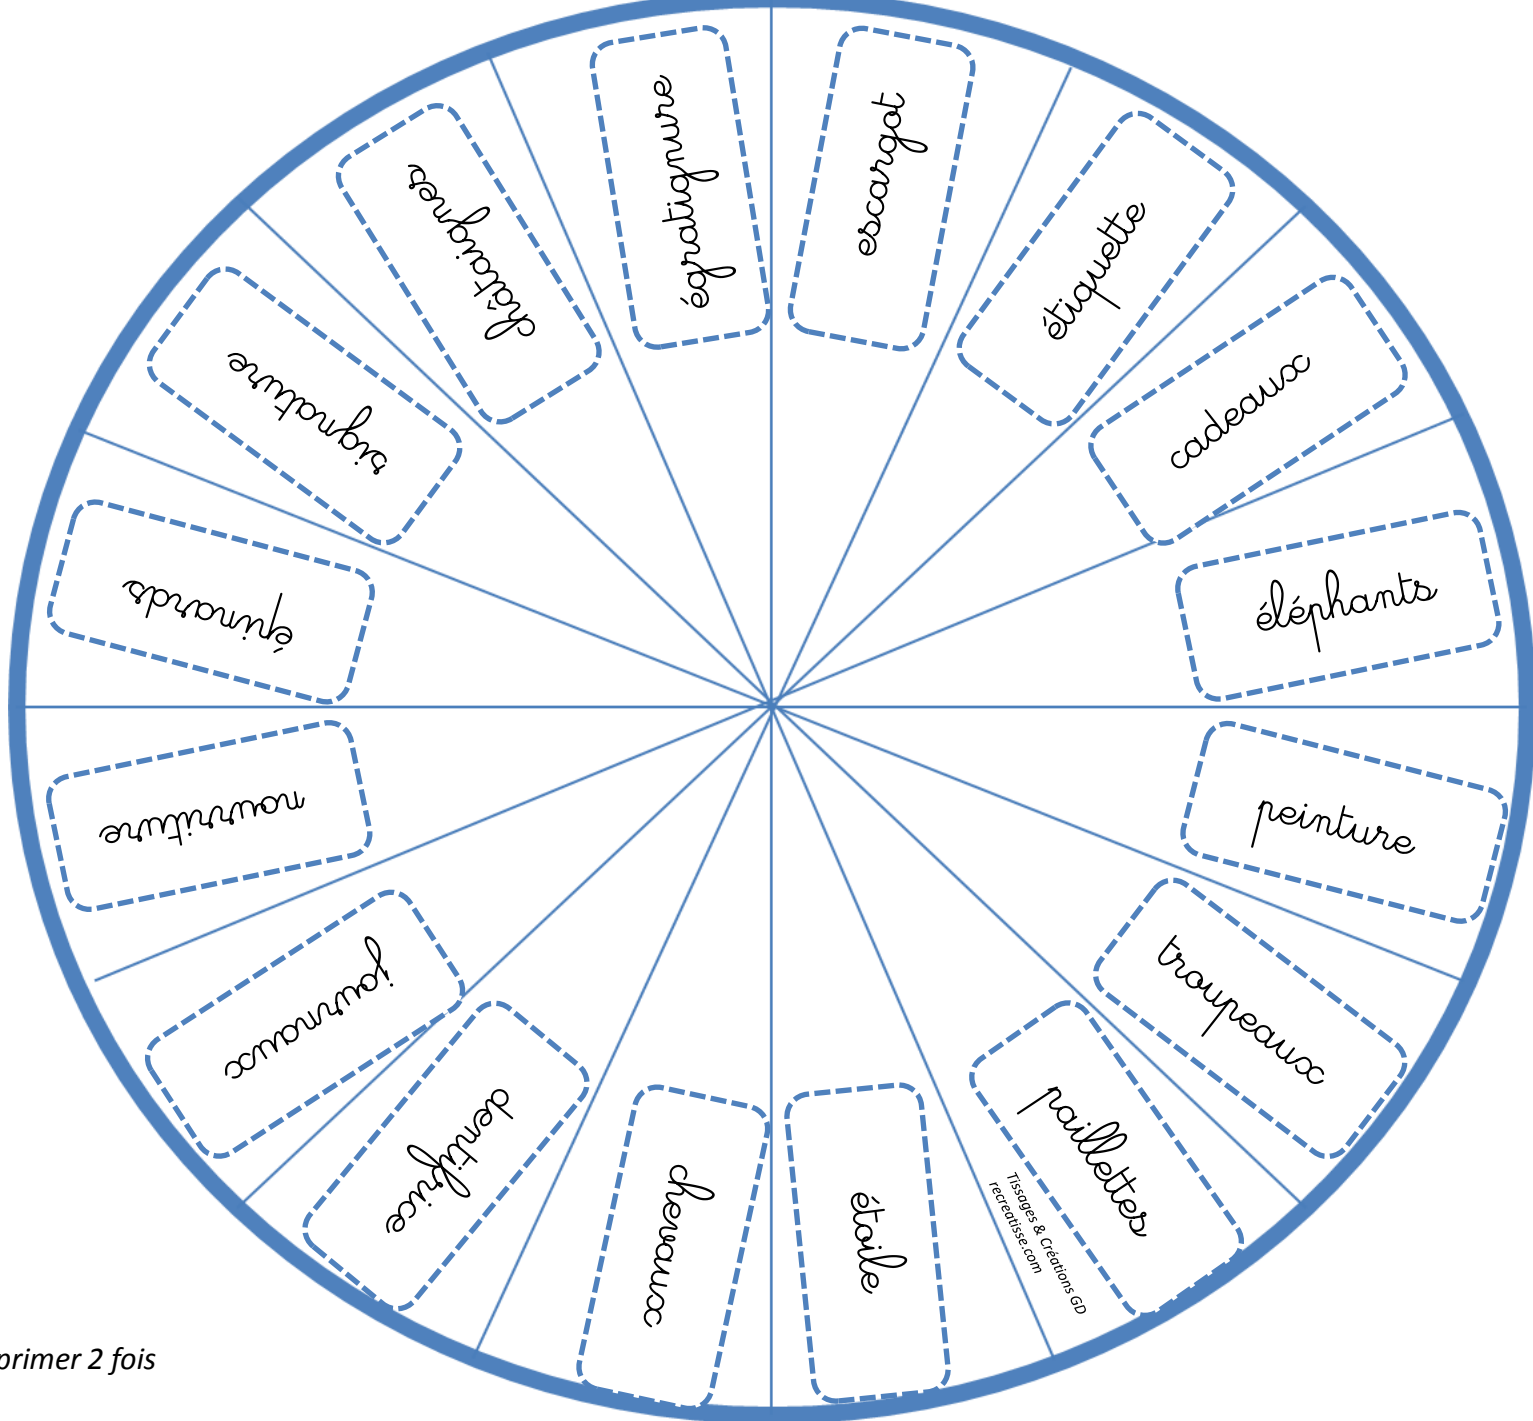 escargot
étiquette
cadeaux
éléphants
peinture
troupeaux
paillettes
étoile
chevaux
dentifrice
journaux
nourriture
épinards
signature
châtaignes
égratignure
Tissages & Créations GD
recreatisse.com
primer 2 fois